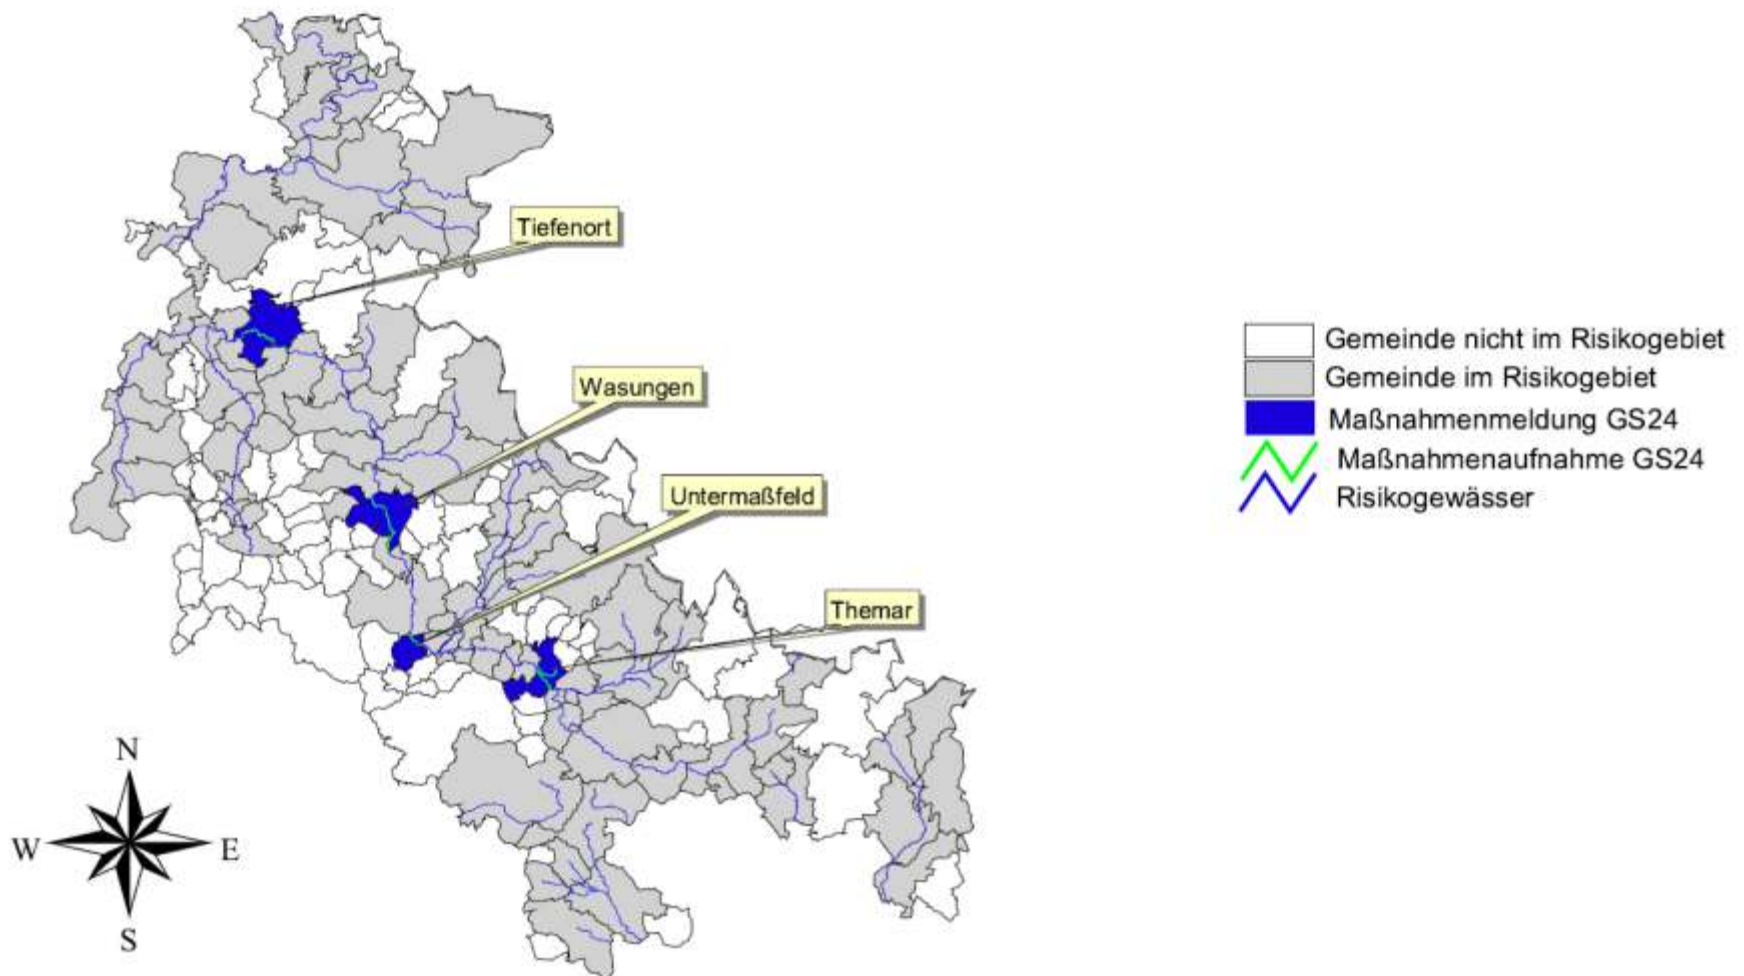 Tiefenort
Wasungen
Untermaßfeld
Themar
Gemeinde nicht im Risikogebiet
Gemeinde im Risikogebiet
Maßnahmenmeldung GS24
Maßnahmenaufnahme GS24
Risikogewässer
N
W
E
S